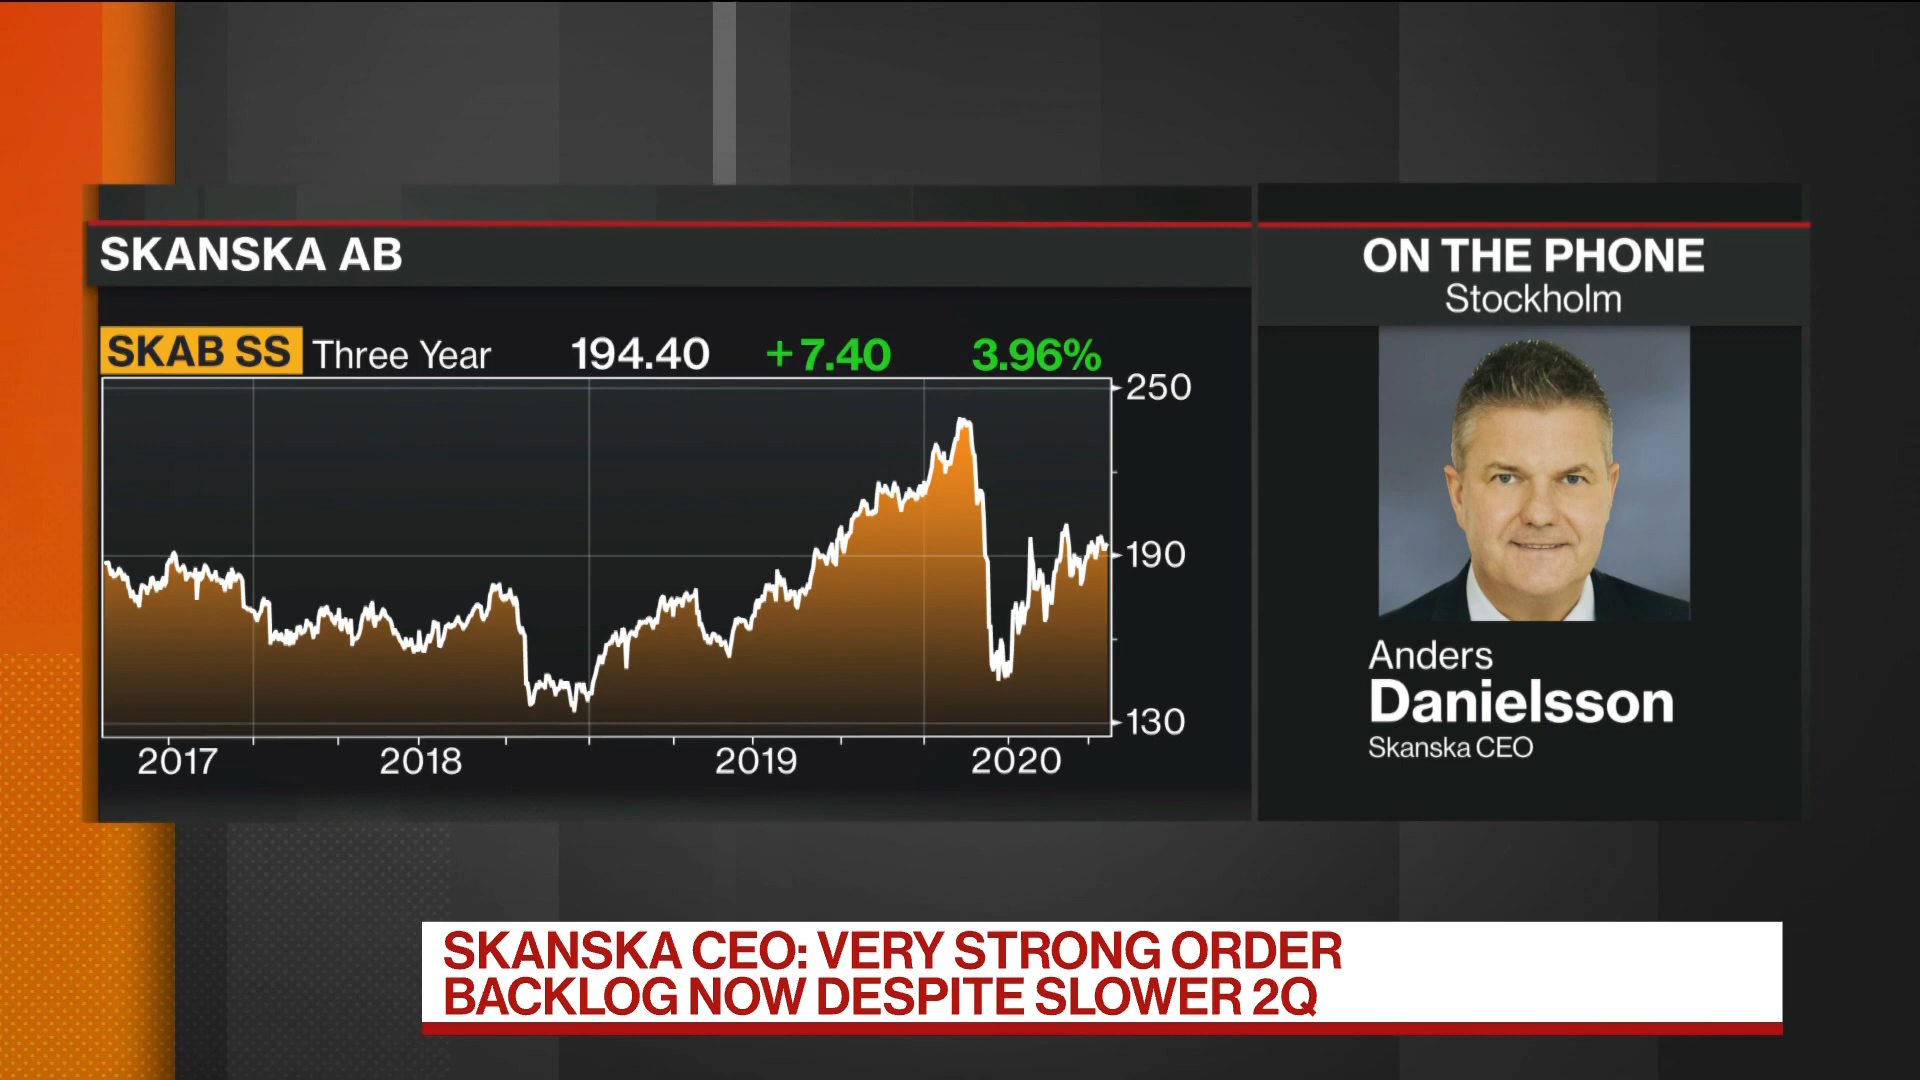 SKANSKA AB
SKAB SS Three Year 194.40 +7.40 3.96%
250
190
130
2017 2018 2019 2020
ON THE PHONE
Stockholm
Anders
Danielsson
Skanska CEO
SKANSKA CEO: VERY STRONG ORDER
BACKLOG NOW DESPITE SLOWER 2Q